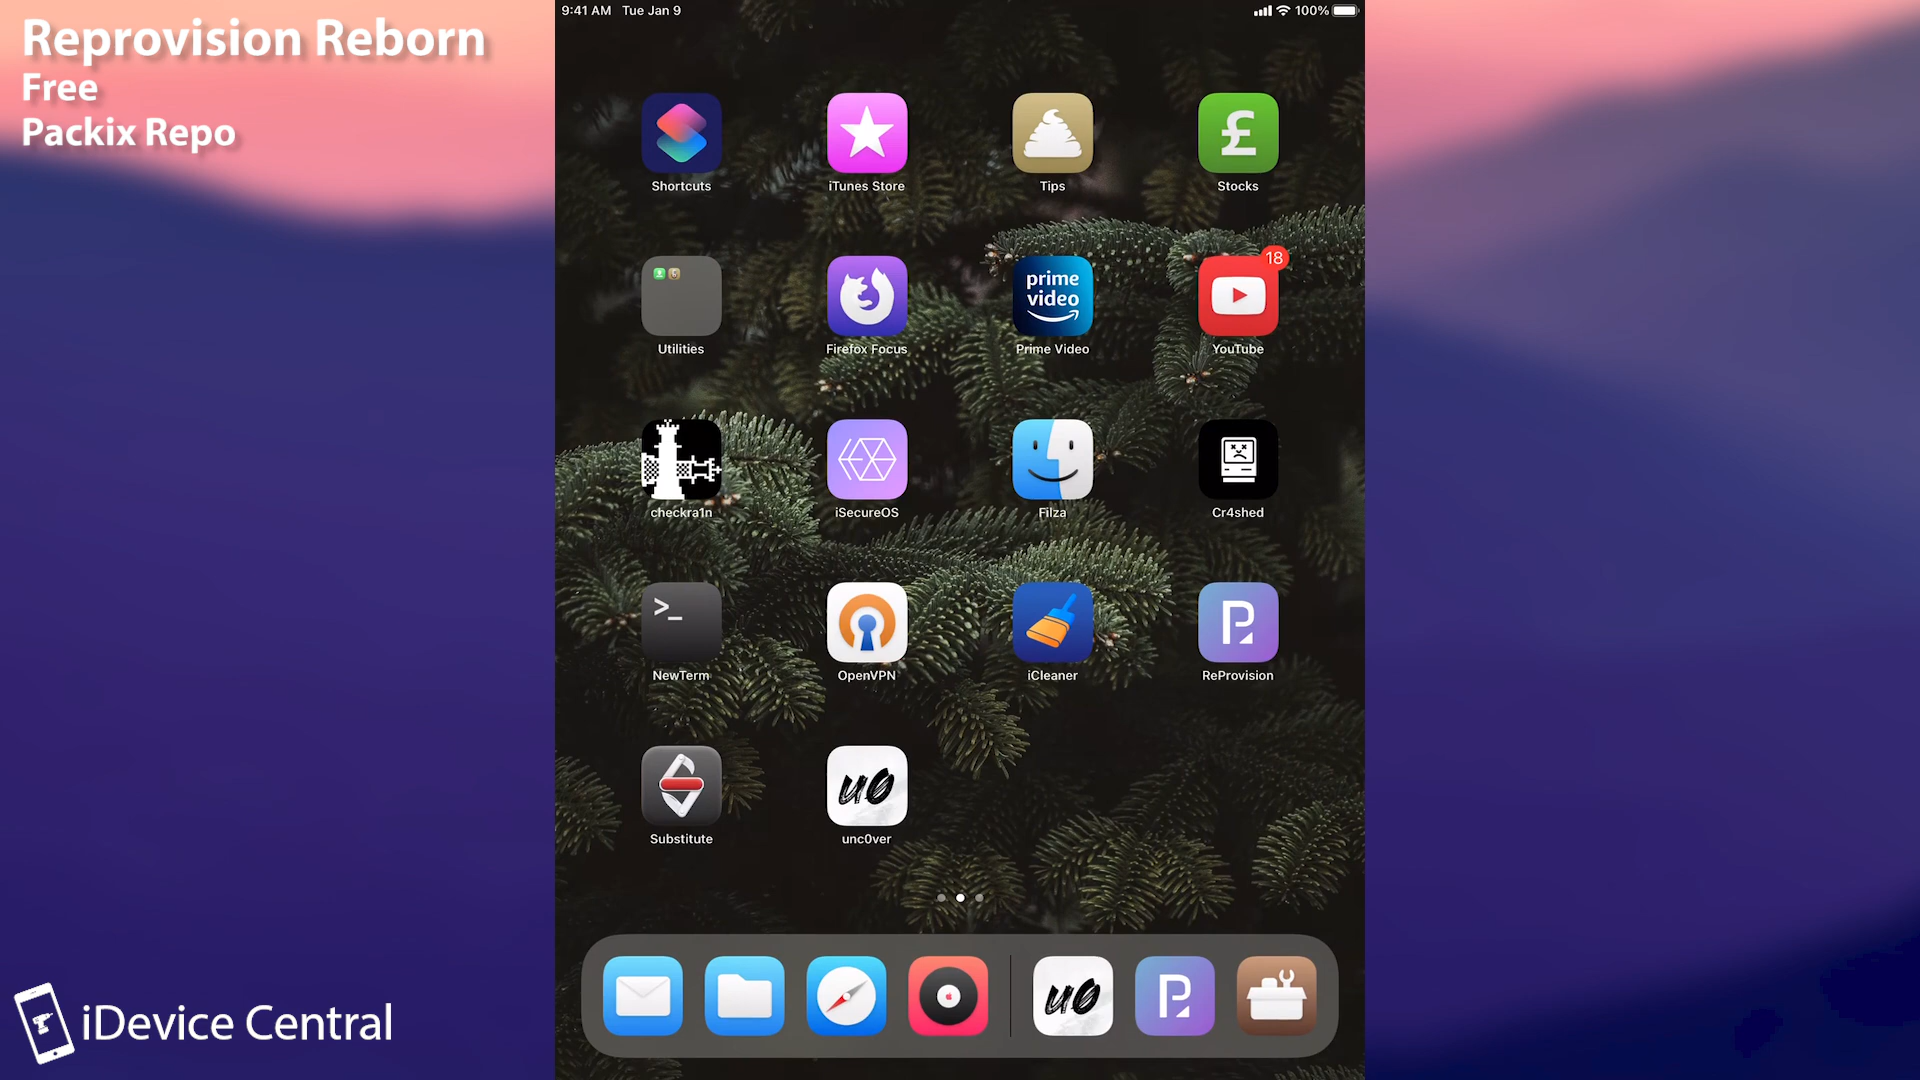 Reprovision Reborn
Free
Packix Repo
9:41 AM Tue Jan 9
100%
Shortcuts
iTunes Store
Tips
£
Stocks
Utilities
Firefox Focus
prime
video
Prime Video
18
YouTube
checkra1n
iSecureOS
Filza
Cr4shed
>_
NewTerm
OpenVPN
iCleaner
P
ReProvision
Substitute
u0
unc0ver
u0
P
iDevice Central